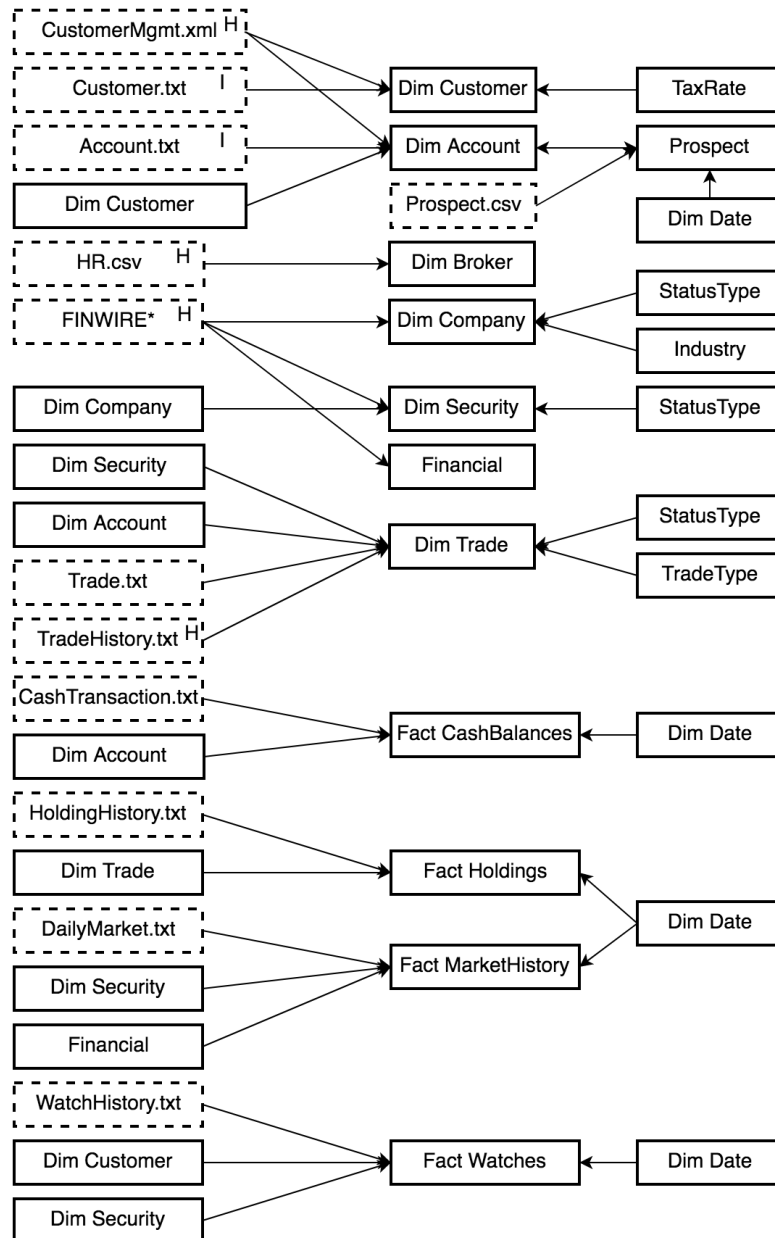 CustomerMgmt.xml H
Customer.txt I
Dim Customer
TaxRate
Account.txt I
Dim Account
Prospect
Dim Customer
Prospect.csv
Dim Date
HR.csv H
Dim Broker
StatusType
FINWIRE* H
Dim Company
Industry
Dim Company
Dim Security
StatusType
Dim Security
Financial
Dim Account
Dim Trade
StatusType
Trade.txt
TradeType
TradeHistory.txt H
CashTransaction.txt
Fact CashBalances
Dim Date
Dim Account
HoldingHistory.txt
Dim Trade
Fact Holdings
DailyMarket.txt
Dim Date
Dim Security
Fact MarketHistory
Financial
WatchHistory.txt
Dim Customer
Fact Watches
Dim Date
Dim Security